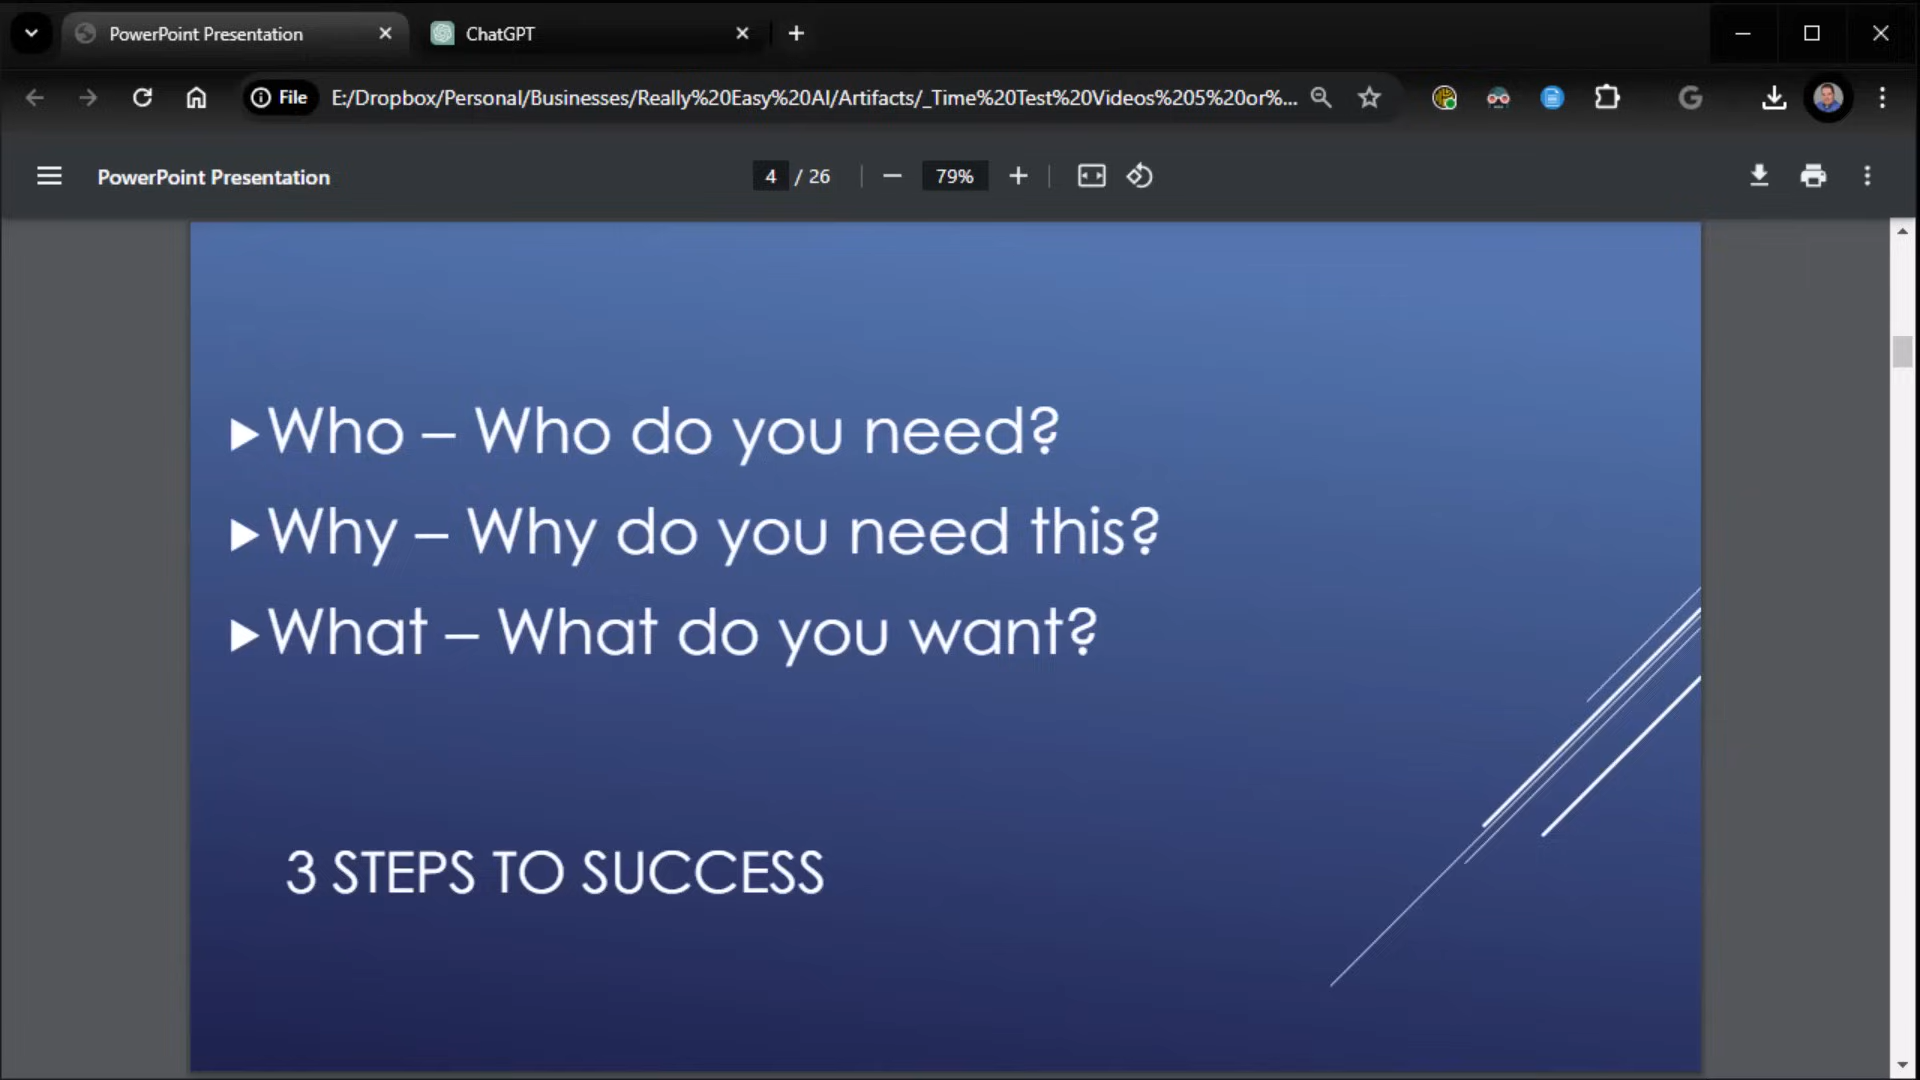 PowerPoint Presentation
ChatGPT
File
E:/Dropbox/Personal/Businesses/Really%20Easy%20AI/Artifacts/_Time%20Test%20Videos%205%20or%...
PowerPoint Presentation
4 / 26
79%
Who – Who do you need?
Why – Why do you need this?
What – What do you want?
3 STEPS TO SUCCESS